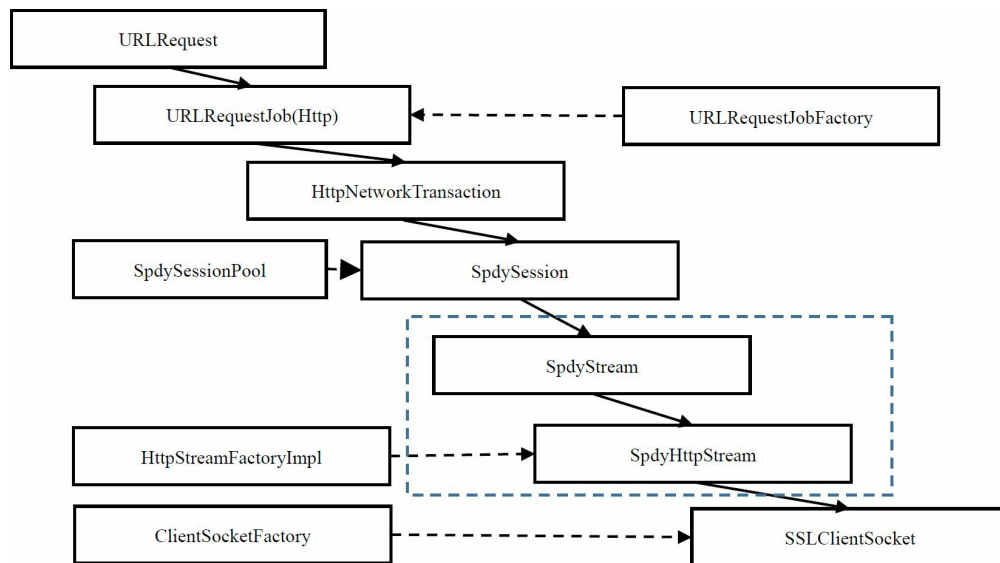 URLRequest
URLRequestJob(Http)
URLRequestJobFactory
HttpNetworkTransaction
SpdySessionPool
SpdySession
SpdyStream
HttpStreamFactoryImpl
SpdyHttpStream
ClientSocketFactory
SSLClientSocket